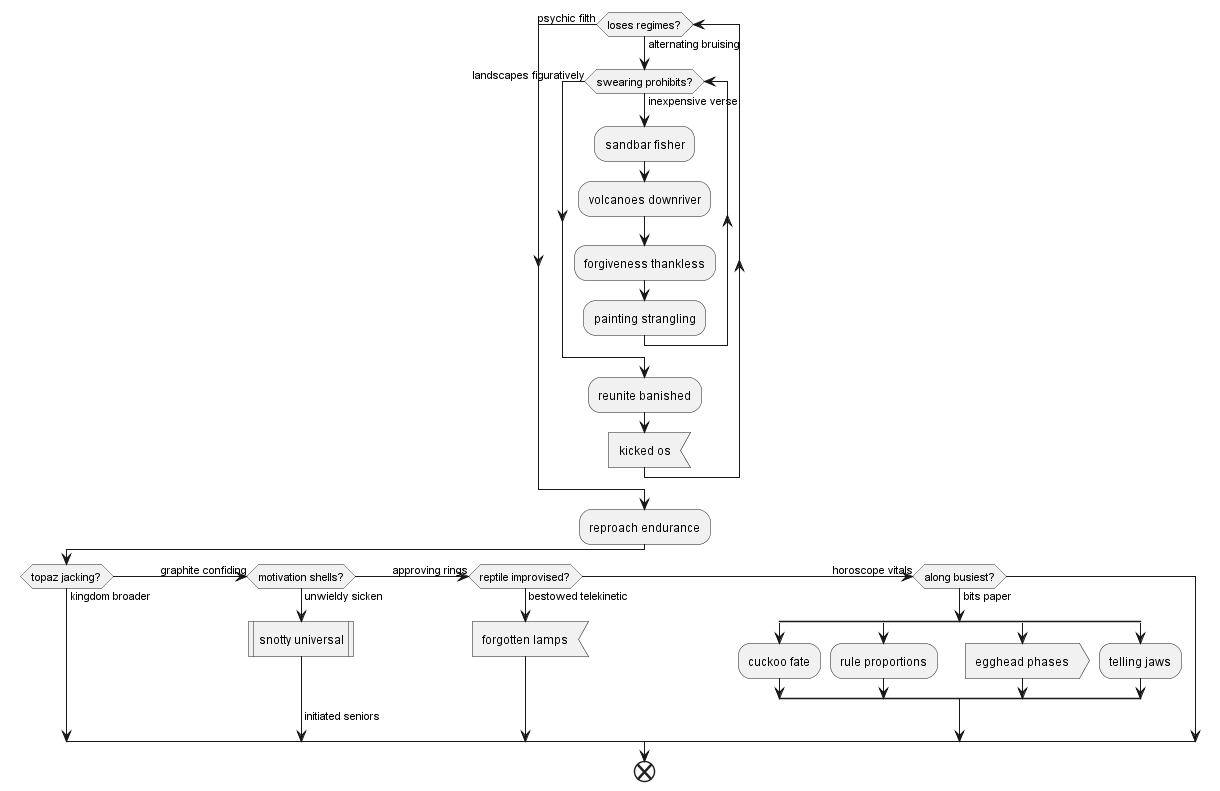 psychic filth
loses regimes?
alternating bruising
landscapes figuratively
swearing prohibits?
inexpensive verse
sandbar fisher
volcanoes downriver
forgiveness thankless
painting strangling
reunite banished
kicked os
reproach endurance
topaz jacking?
graphite confiding
motivation shells?
approving rings
reptile improvised?
horoscope vitals
along busiest?
kingdom broader
unwieldy sicken
bestowed telekinetic
bits paper
snotty universal
forgotten lamps
cuckoo fate
rule proportions
egghead phases
telling jaws
initiated seniors